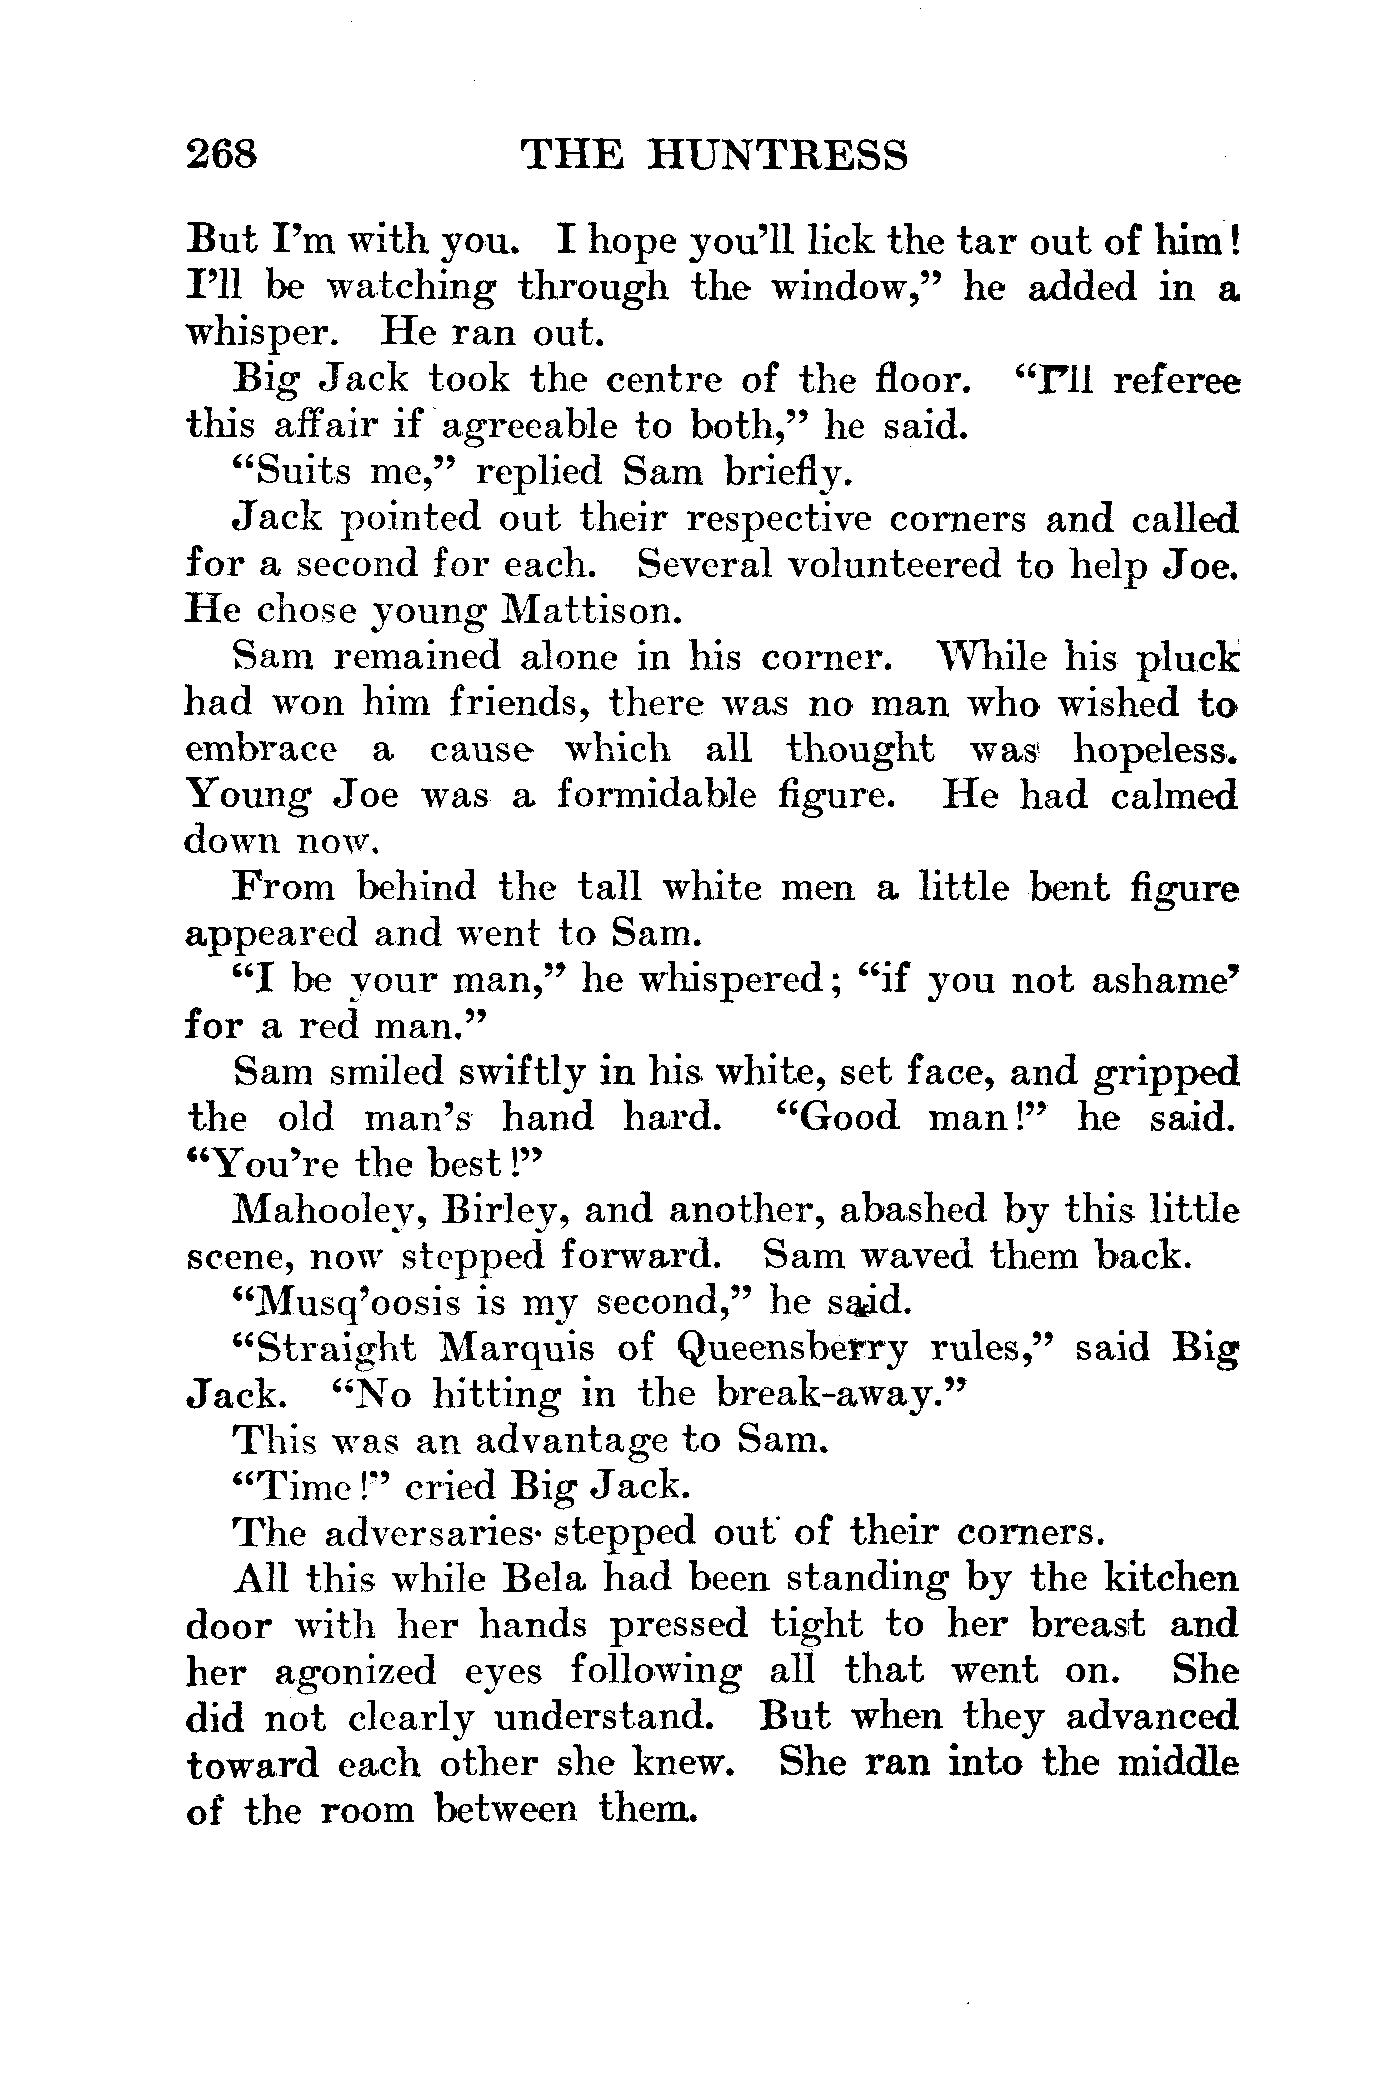 268 THE HUNTRESS
But I'm with you. I hope you'll lick the tar out of him!
I'll be watching through the window," he added in a
whisper. He ran out.
Big Jack took the centre of the floor. "I'll referee
this affair if agreeable to both," he said.
"Suits me," replied Sam briefly.
Jack pointed out their respective corners and called
for a second for each. Several volunteered to help Joe.
He chose young Mattison.
Sam remained alone in his corner. While his pluck
had won him friends, there was no man who wished to
embrace a cause which all thought was hopeless.
Young Joe was a formidable figure. He had calmed
down now.
From behind the tall white men a little bent figure
appeared and went to Sam.
"I be your man," he whispered; "if you not ashame'
for a red man."
Sam smiled swiftly in his white, set face, and gripped
the old man's hand hard. "Good man!" he said.
"You're the best!"
Mahooley, Birley, and another, abashed by this little
scene, now stepped forward. Sam waved them back.
"Musq'oosis is my second," he said.
"Straight Marquis of Queensberry rules," said Big
Jack. "No hitting in the break-away."
This was an advantage to Sam.
"Time!" cried Big Jack.
The adversaries stepped out of their corners.
All this while Bela had been standing by the kitchen
door with her hands pressed tight to her breast and
her agonized eyes following all that went on. She
did not clearly understand. But when they advanced
toward each other she knew. She ran into the middle
of the room between them.